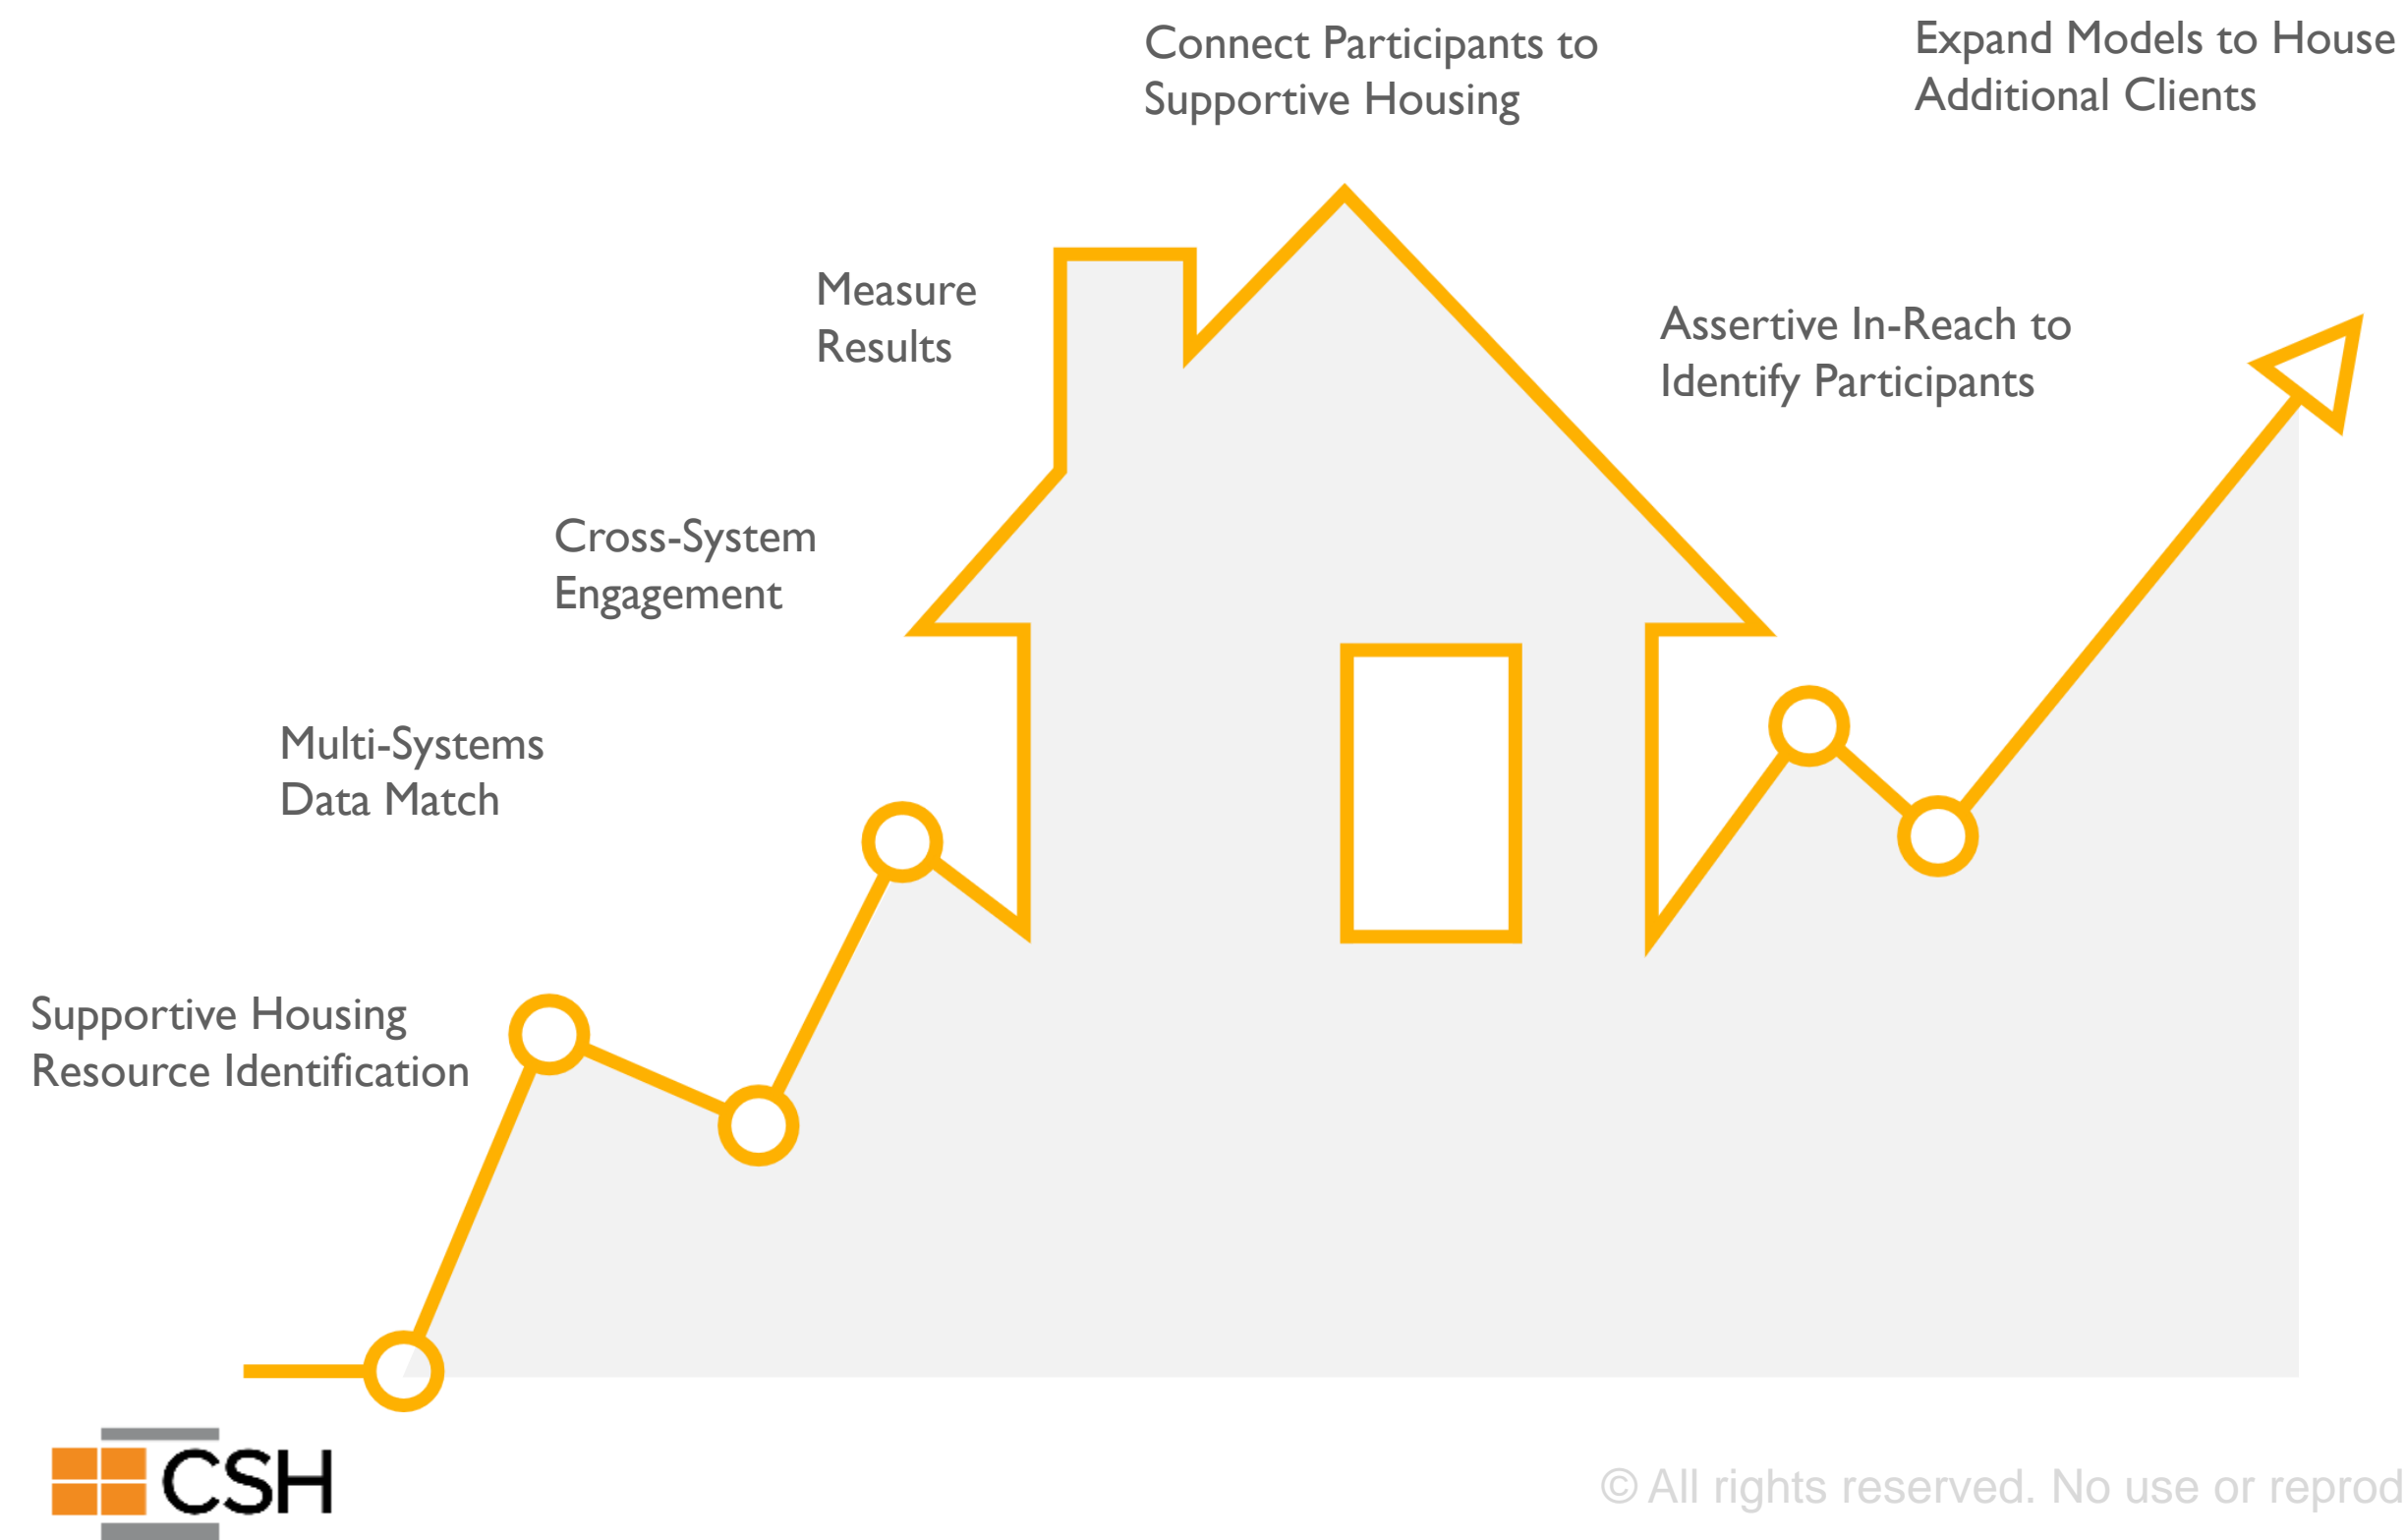 Connect Participants to
Supportive Housing
Expand Models to House
Additional Clients
Measure
Results
Assertive In-Reach to
Identify Participants
Cross-System
Engagement
Multi-Systems
Data Match
Supportive Housing
Resource Identification
CSH
© All rights reserved. No use or reprod